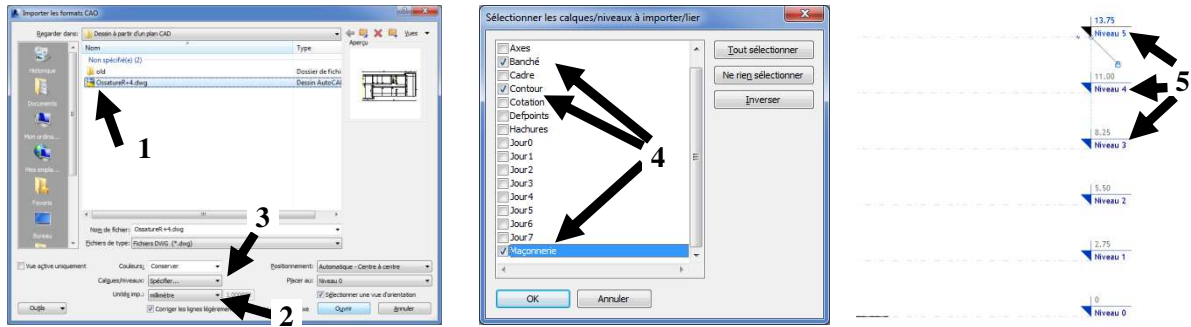 Importer les formats CAO
Regarder dans: Dessin à partir d'un plan CAD
Vues
Nom
Type
Aperçu
Non spécifié(e) (2)
old
Dossier de fichi
OssatureR+4.dwg
Dessin AutoCA
Historique
Documents
Mon ordina...
Mes empla...
Favoris
Bureau
1
Nom de fichier: OssatureR+4.dwg
Fichiers de type: Fichiers DWG (*.dwg)
3
Vue active uniquement
Couleurs: Conserver
Positionnement: Automatique - Centre à centre
Calques/niveaux: Spécifier...
Placer au: Niveau 0
Unités imp.: millimètre
Sélectionner une vue d'orientation
Outils
Corriger les lignes légèrem
2
Ouvrir
Annuler
Sélectionner les calques/niveaux à importer/lier
Axes
Banché
Cadre
Contour
Cotation
Defpoints
Hachures
Jour0
Jour1
Jour2
Jour3
Jour4
Jour5
Jour6
Jour7
Maçonnerie
4
Tout sélectionner
Ne rien sélectionner
Inverser
OK
Annuler
13.75
Niveau 5
11.00
Niveau 4
5
8.25
Niveau 3
5.50
Niveau 2
2.75
Niveau 1
0
Niveau 0